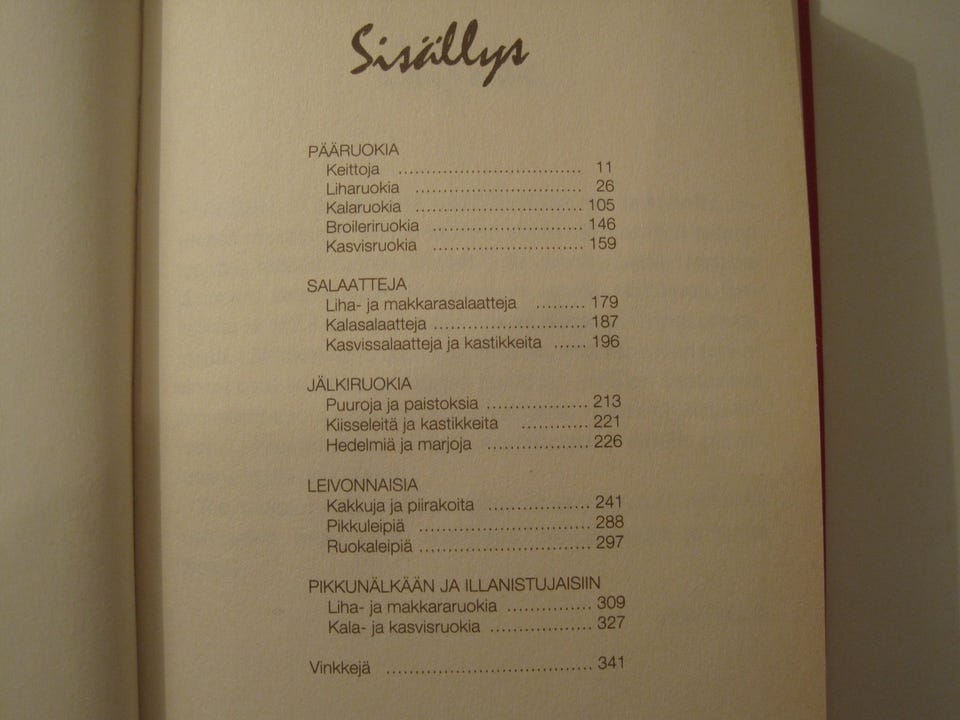 Sisällys
PÄÄRUOKIA
Keittoja ................................ 11
Liharuokia ............................. 26
Kalaruokia ............................. 105
Broileriruokia .......................... 146
Kasvisruokia .......................... 159
SALAATTEJA
Liha- ja makkarasalaatteja ......... 179
Kalasalaatteja ........................... 187
Kasvissalaatteja ja kastikkeita ...... 196
JÄLKIRUOKIA
Puuroja ja paistoksia .................. 213
Kiisseleitä ja kastikkeita ............ 221
Hedelmiä ja marjoja .................. 226
LEIVONNAISIA
Kakkuja ja piirakoita .................. 241
Pikkuleipiä .............................. 288
Ruokaleipiä .............................. 297
PIKKUNÄLKÄÄN JA ILLANISTUJAISIIN
Liha- ja makkararuokia ............... 309
Kala- ja kasvisruokia .................. 327
Vinkkejä .................................... 341